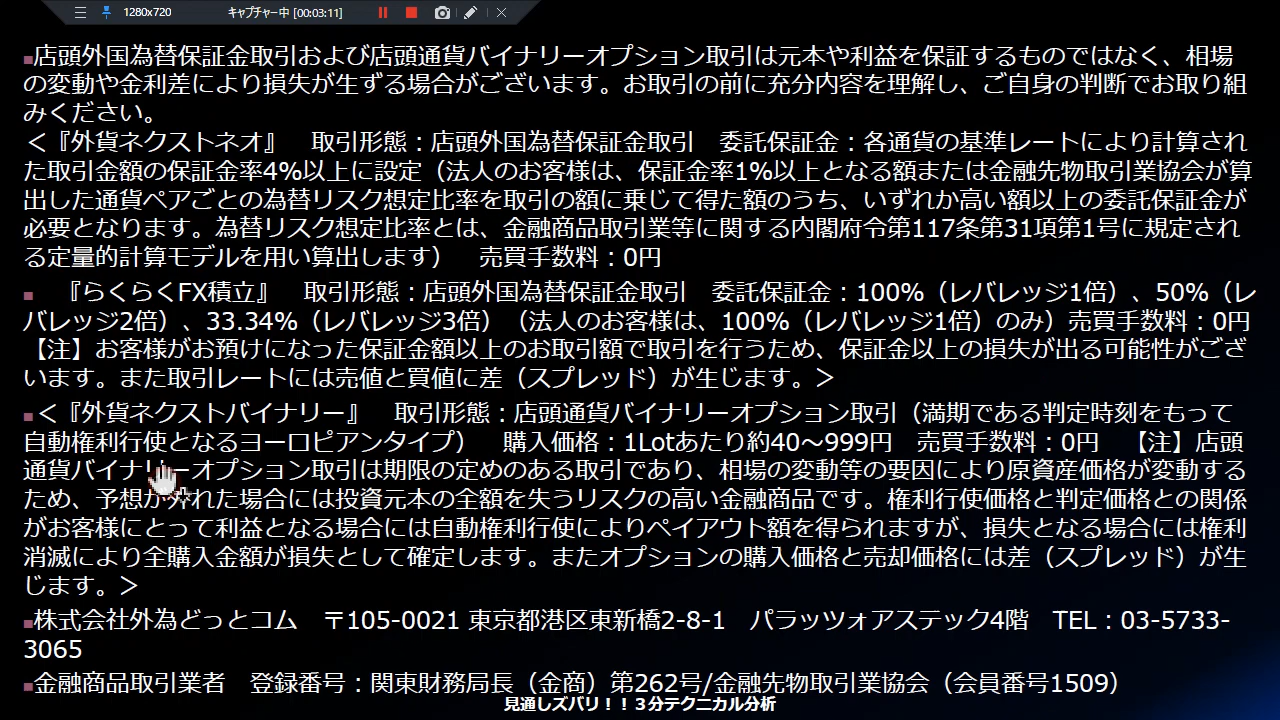 1280x720 キャプチャー中 [00:03:11]
■店頭外国為替保証金取引および店頭通貨バイナリーオプション取引は元本や利益を保証するものではなく、相場
の変動や金利差により損失が生ずる場合がございます。お取引の前に充分内容を理解し、ご自身の判断でお取り組
みください。
＜『外貨ネクストネオ』　取引形態：店頭外国為替保証金取引　委託保証金：各通貨の基準レートにより計算され
た取引金額の保証金率4%以上に設定（法人のお客様は、保証金率1%以上となる額または金融先物取引業協会が算
出した通貨ペアごとの為替リスク想定比率を取引の額に乗じて得た額のうち、いずれか高い額以上の委託保証金が
必要となります。為替リスク想定比率とは、金融商品取引業等に関する内閣府令第117条第31項第1号に規定され
る定量的計算モデルを用い算出します）　売買手数料：0円
■　『らくらくFX積立』　取引形態：店頭外国為替保証金取引　委託保証金：100%（レバレッジ1倍）、50%（レ
バレッジ2倍）、33.34%（レバレッジ3倍）（法人のお客様は、100%（レバレッジ1倍）のみ）売買手数料：0円
【注】お客様がお預けになった保証金額以上のお取引額で取引を行うため、保証金以上の損失が出る可能性がござ
います。また取引レートには売値と買値に差（スプレッド）が生じます。＞
■＜『外貨ネクストバイナリー』　取引形態：店頭通貨バイナリーオプション取引（満期である判定時刻をもって
自動権利行使となるヨーロピアンタイプ）　購入価格：1Lotあたり約40～999円　売買手数料：0円　【注】店頭
通貨バイナリーオプション取引は期限の定めのある取引であり、相場の変動等の要因により原資産価格が変動する
ため、予想が外れた場合には投資元本の全額を失うリスクの高い金融商品です。権利行使価格と判定価格との関係
がお客様にとって利益となる場合には自動権利行使によりペイアウト額を得られますが、損失となる場合には権利
消滅により全購入金額が損失として確定します。またオプションの購入価格と売却価格には差（スプレッド）が生
じます。＞
■株式会社外為どっとコム　〒105-0021 東京都港区東新橋2-8-1　パラッツォアステック4階　TEL：03-5733-
3065
■金融商品取引業者　登録番号：関東財務局長（金商）第262号/金融先物取引業協会（会員番号1509）
見通しズバリ！！３分テクニカル分析